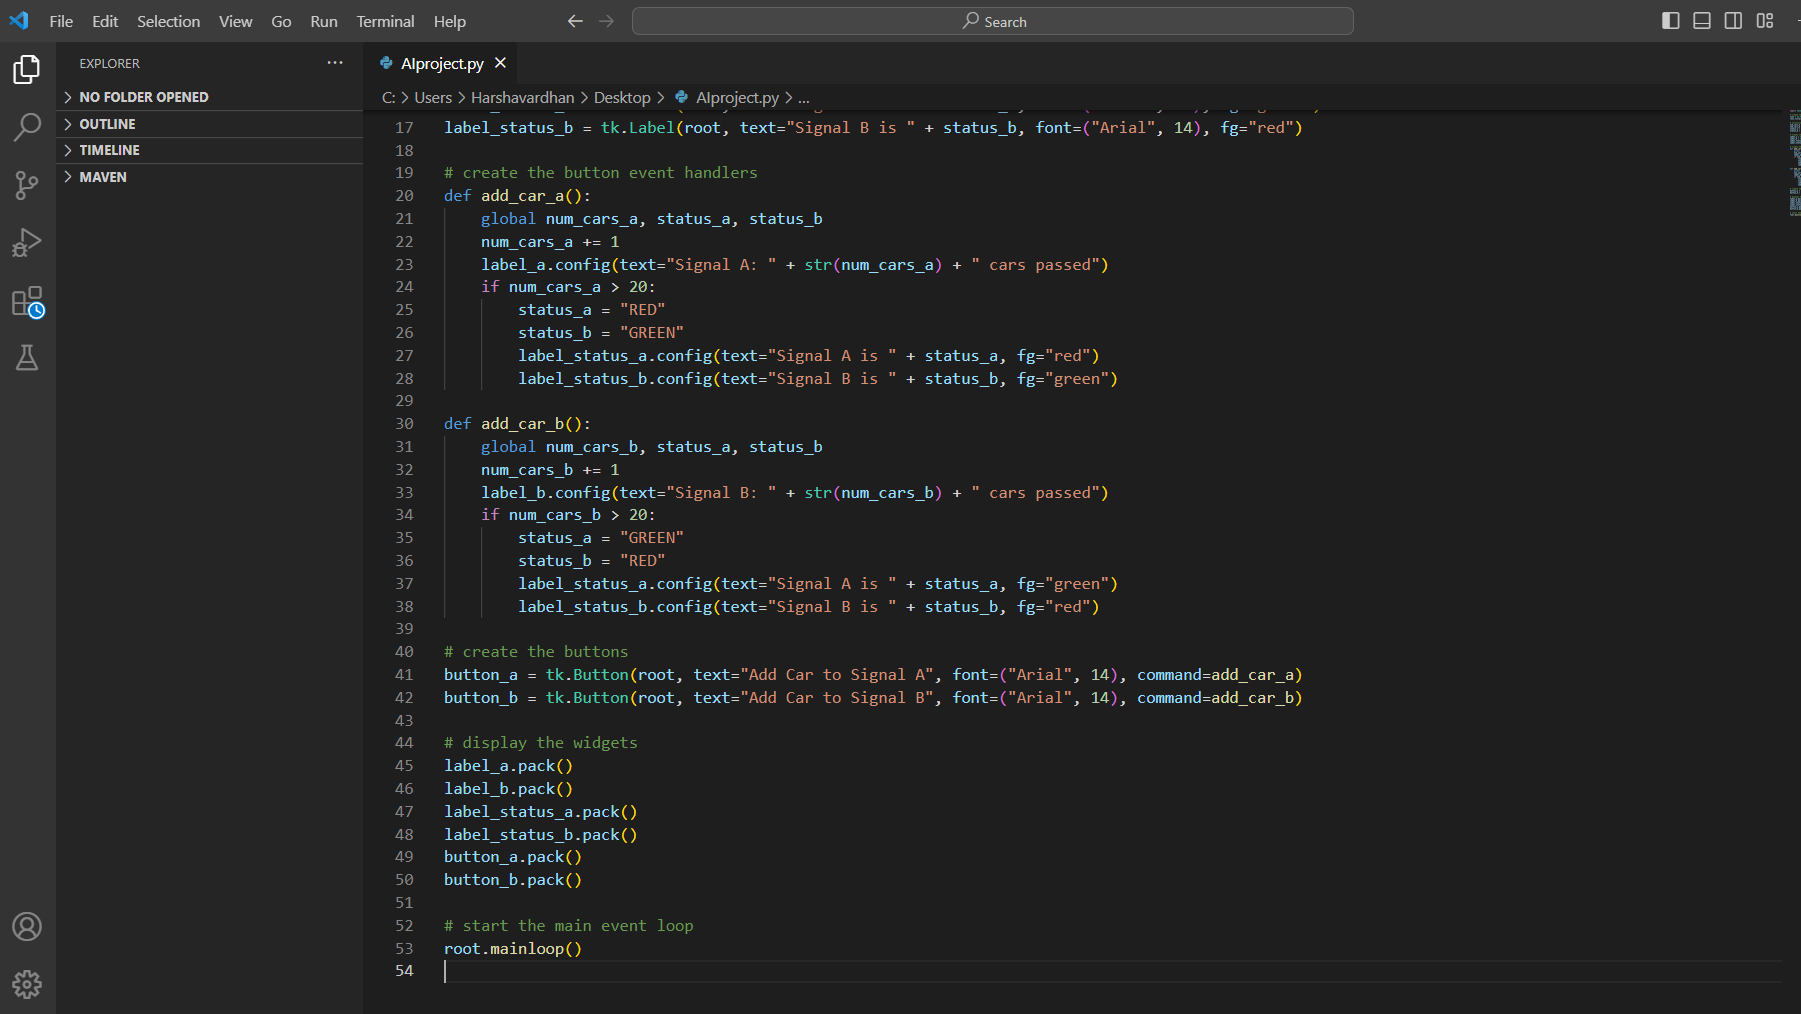 File Edit Selection View Go Run Terminal Help
Search
EXPLORER
AIproject.py
NO FOLDER OPENED
OUTLINE
TIMELINE
MAVEN
C: > Users > Harshavardhan > Desktop > AIproject.py > ...
17 label_status_b = tk.Label(root, text="Signal B is " + status_b, font=("Arial", 14), fg="red")
18
19 # create the button event handlers
20 def add_car_a():
21     global num_cars_a, status_a, status_b
22     num_cars_a += 1
23     label_a.config(text="Signal A: " + str(num_cars_a) + " cars passed")
24     if num_cars_a > 20:
25         status_a = "RED"
26         status_b = "GREEN"
27         label_status_a.config(text="Signal A is " + status_a, fg="red")
28         label_status_b.config(text="Signal B is " + status_b, fg="green")
29
30 def add_car_b():
31     global num_cars_b, status_a, status_b
32     num_cars_b += 1
33     label_b.config(text="Signal B: " + str(num_cars_b) + " cars passed")
34     if num_cars_b > 20:
35         status_a = "GREEN"
36         status_b = "RED"
37         label_status_a.config(text="Signal A is " + status_a, fg="green")
38         label_status_b.config(text="Signal B is " + status_b, fg="red")
39
40 # create the buttons
41 button_a = tk.Button(root, text="Add Car to Signal A", font=("Arial", 14), command=add_car_a)
42 button_b = tk.Button(root, text="Add Car to Signal B", font=("Arial", 14), command=add_car_b)
43
44 # display the widgets
45 label_a.pack()
46 label_b.pack()
47 label_status_a.pack()
48 label_status_b.pack()
49 button_a.pack()
50 button_b.pack()
51
52 # start the main event loop
53 root.mainloop()
54